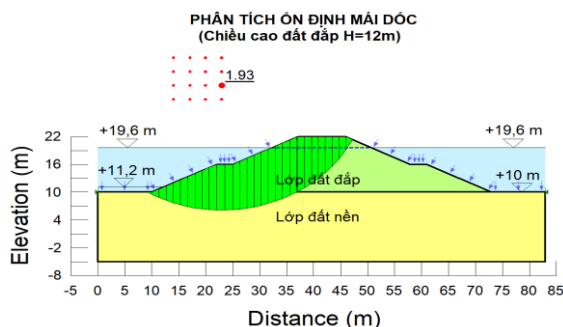 PHÂN TÍCH ỔN ĐỊNH MÁI DỐC
(Chiều cao đất đắp H=12m)
1.93
+19,6 m
+19,6 m
+11,2 m
+10 m
Lớp đất đắp
Lớp đất nền
Elevation (m)
22
16
10
4
-2
-8
-5 0 5 10 15 20 25 30 35 40 45 50 55 60 65 70 75 80 85
Distance (m)